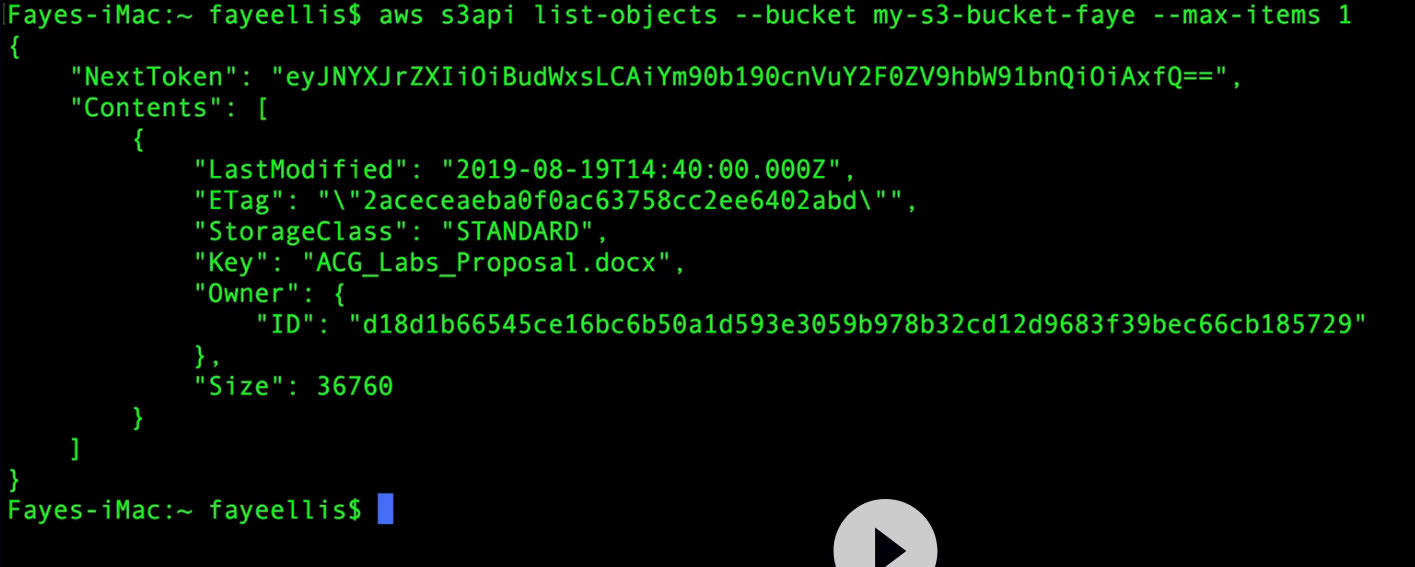 Fayes-iMac:~ fayeellis$ aws s3api list-objects --bucket my-s3-bucket-faye --max-items 1
{
    "NextToken": "eyJNYXJrZXIiOiBudWxsLCAiYm90b190cnVuY2F0ZV9hbW91bnQiOiAxfQ==",
    "Contents": [
        {
            "LastModified": "2019-08-19T14:40:00.000Z",
            "ETag": "\"2aceceaeba0f0ac63758cc2ee6402abd\"",
            "StorageClass": "STANDARD",
            "Key": "ACG_Labs_Proposal.docx",
            "Owner": {
                "ID": "d18d1b66545ce16bc6b50a1d593e3059b978b32cd12d9683f39bec66cb185729"
            },
            "Size": 36760
        }
    ]
}
Fayes-iMac:~ fayeellis$